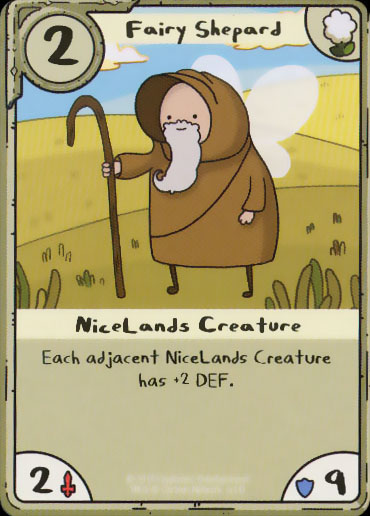 2
Fairy Shepard
NiceLands Creature
Each adjacent NiceLands Creature
has +2 DEF.
2
9